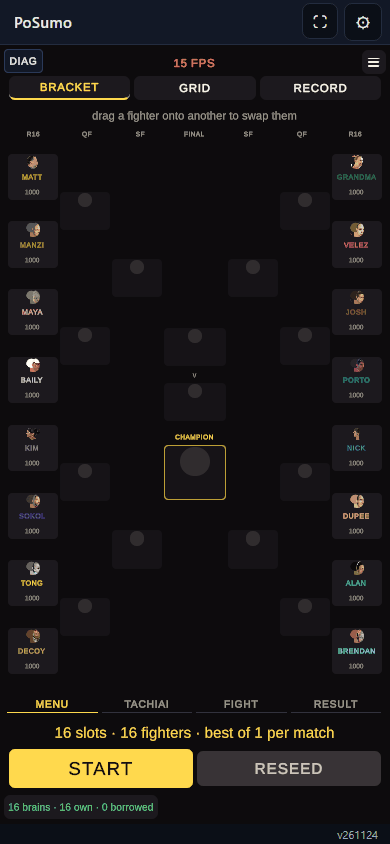 PoSumo
DIAG
15 FPS
BRACKET GRID RECORD
drag a fighter onto another to swap them
R16 QF SF FINAL SF QF R16
MATT GRANDMA
1000 1000
MANZI VELEZ
1000 1000
MAYA JOSH
1000 1000
v
BAILY PORTO
1000 1000
CHAMPION
KIM NICK
1000 1000
SOKOL DUPEE
1000 1000
TONG ALAN
1000 1000
DECOY BRENDAN
1000 1000
MENU TACHIAI FIGHT RESULT
16 slots · 16 fighters · best of 1 per match
START RESEED
16 brains · 16 own · 0 borrowed
v261124